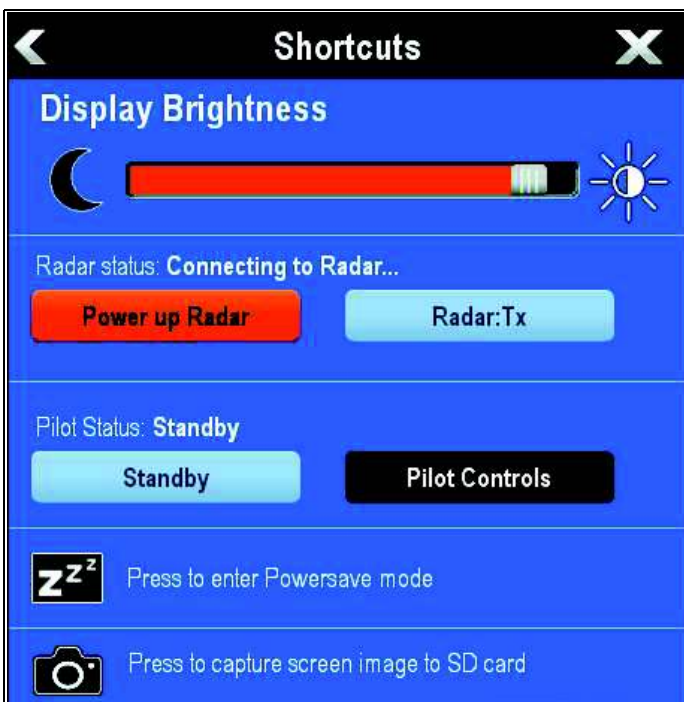 Shortcuts
Display Brightness
Radar status: Connecting to Radar...
Power up Radar Radar:Tx
Pilot Status: Standby
Standby Pilot Controls
zzz Press to enter Powersave mode
Press to capture screen image to SD card